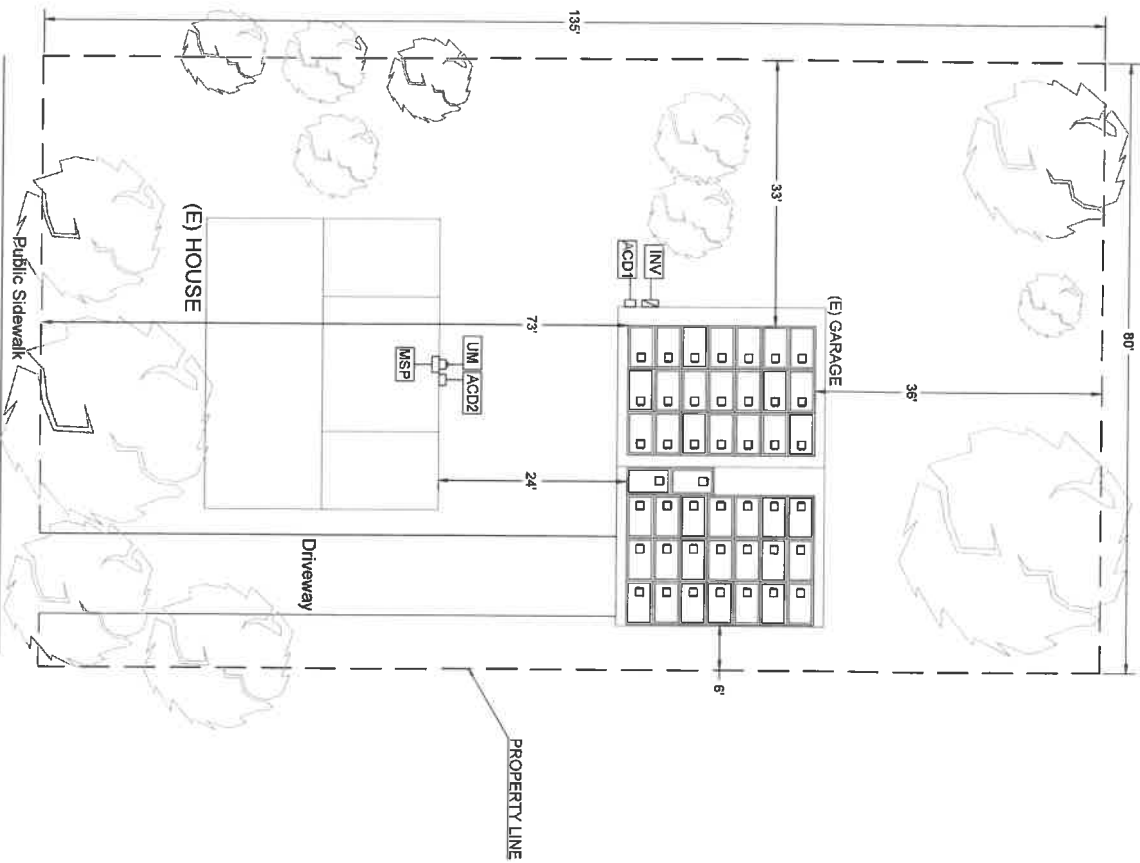 135'
80'
33'
(E) GARAGE
36'
INV
ACD1
73'
UM
ACD2
MSP
24'
(E) HOUSE
Driveway
Public Sidewalk
6'
PROPERTY LINE